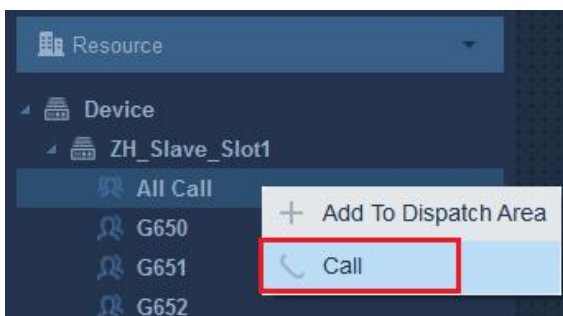 Resource
Device
ZH_Slave_Slot1
All Call
Add To Dispatch Area
G650
G651
Call
G652